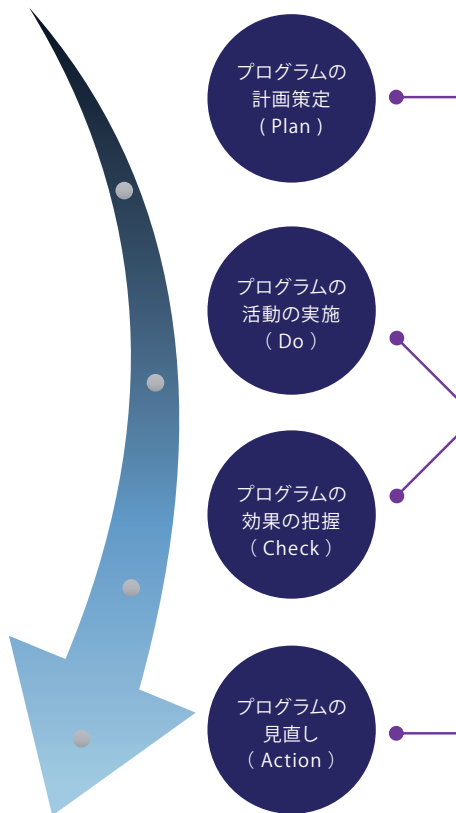 プログラムの
計画策定
( Plan )
プログラムの
活動の実施
( Do )
プログラムの
効果の把握
( Check )
プログラムの
見直し
( Action )